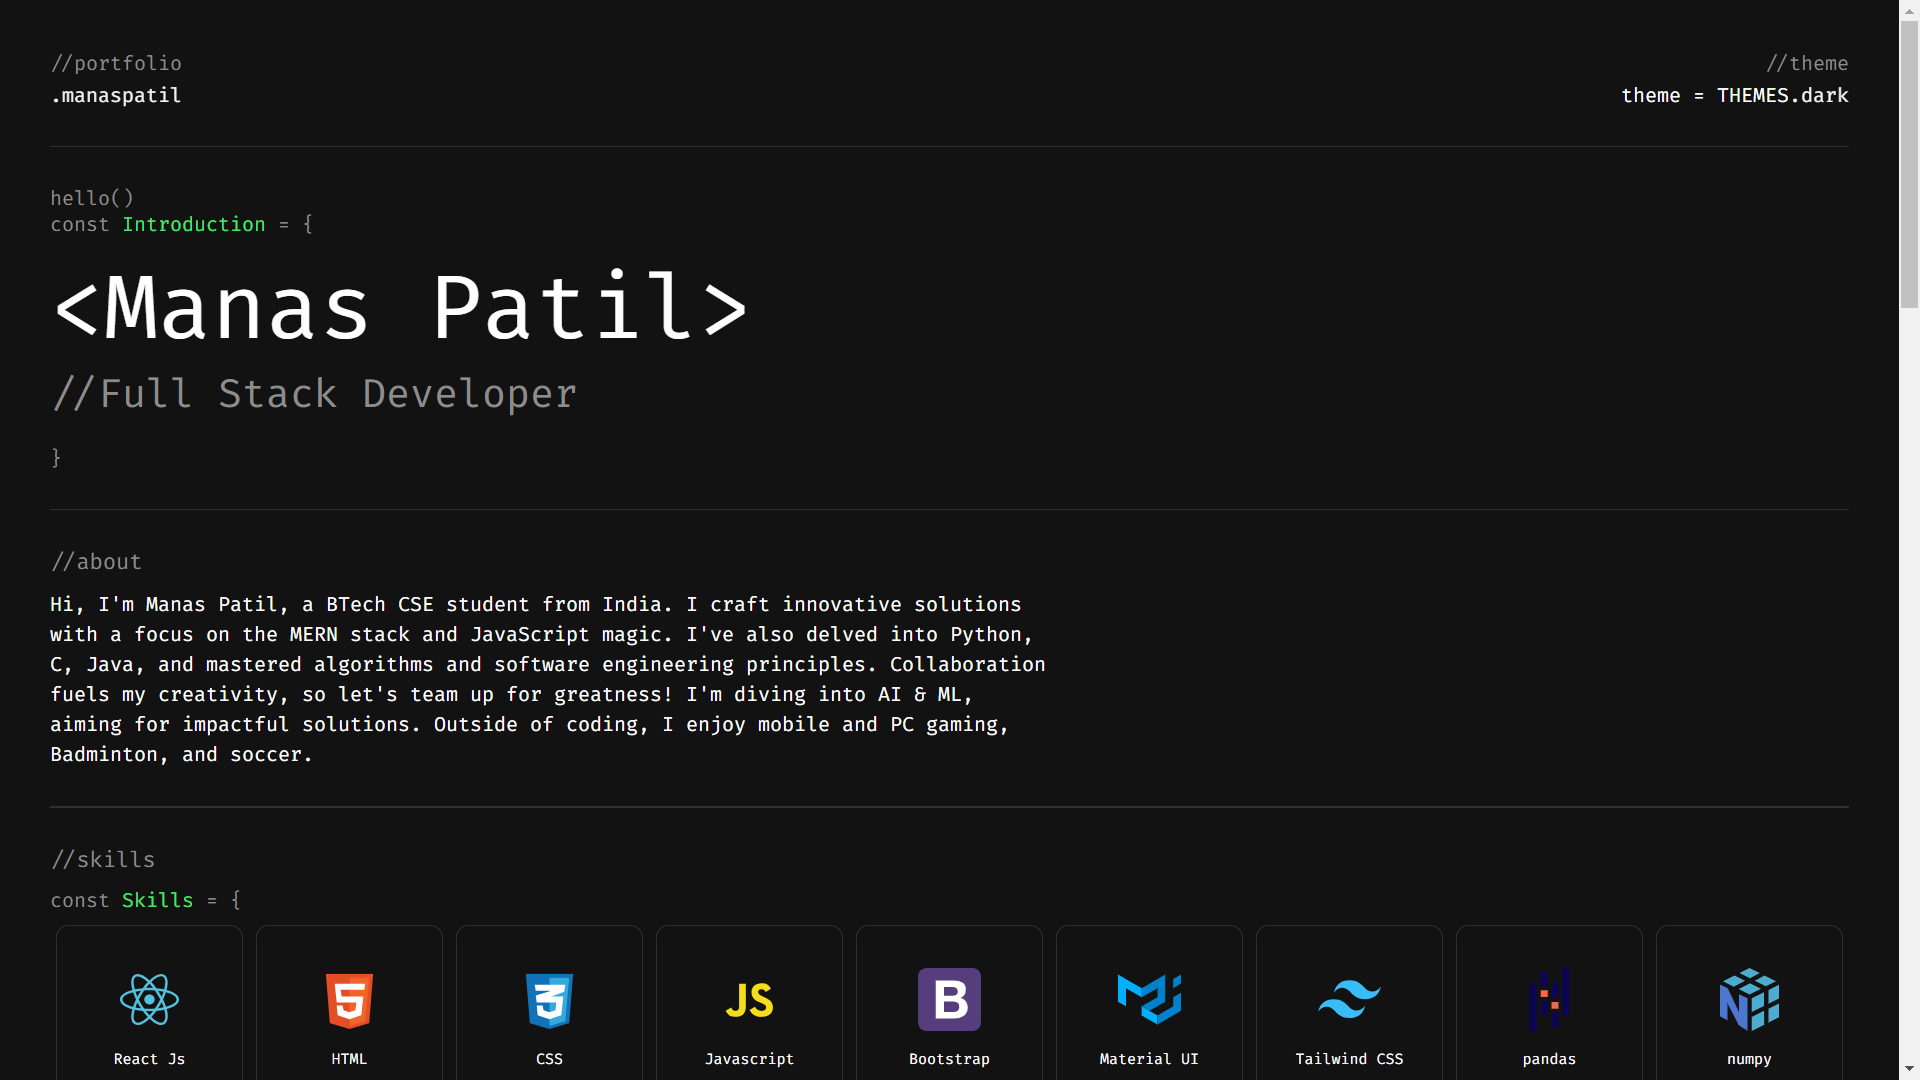 //portfolio
.manaspatil
//theme
theme = THEMES.dark
hello()
const Introduction = {
<Manas Patil>
//Full Stack Developer
}
//about
Hi, I'm Manas Patil, a BTech CSE student from India. I craft innovative solutions
with a focus on the MERN stack and JavaScript magic. I've also delved into Python,
C, Java, and mastered algorithms and software engineering principles. Collaboration
fuels my creativity, so let's team up for greatness! I'm diving into AI & ML,
aiming for impactful solutions. Outside of coding, I enjoy mobile and PC gaming,
Badminton, and soccer.
//skills
const Skills = {
5
3
JS
B
N
React Js
HTML
CSS
Javascript
Bootstrap
Material UI
Tailwind CSS
pandas
numpy